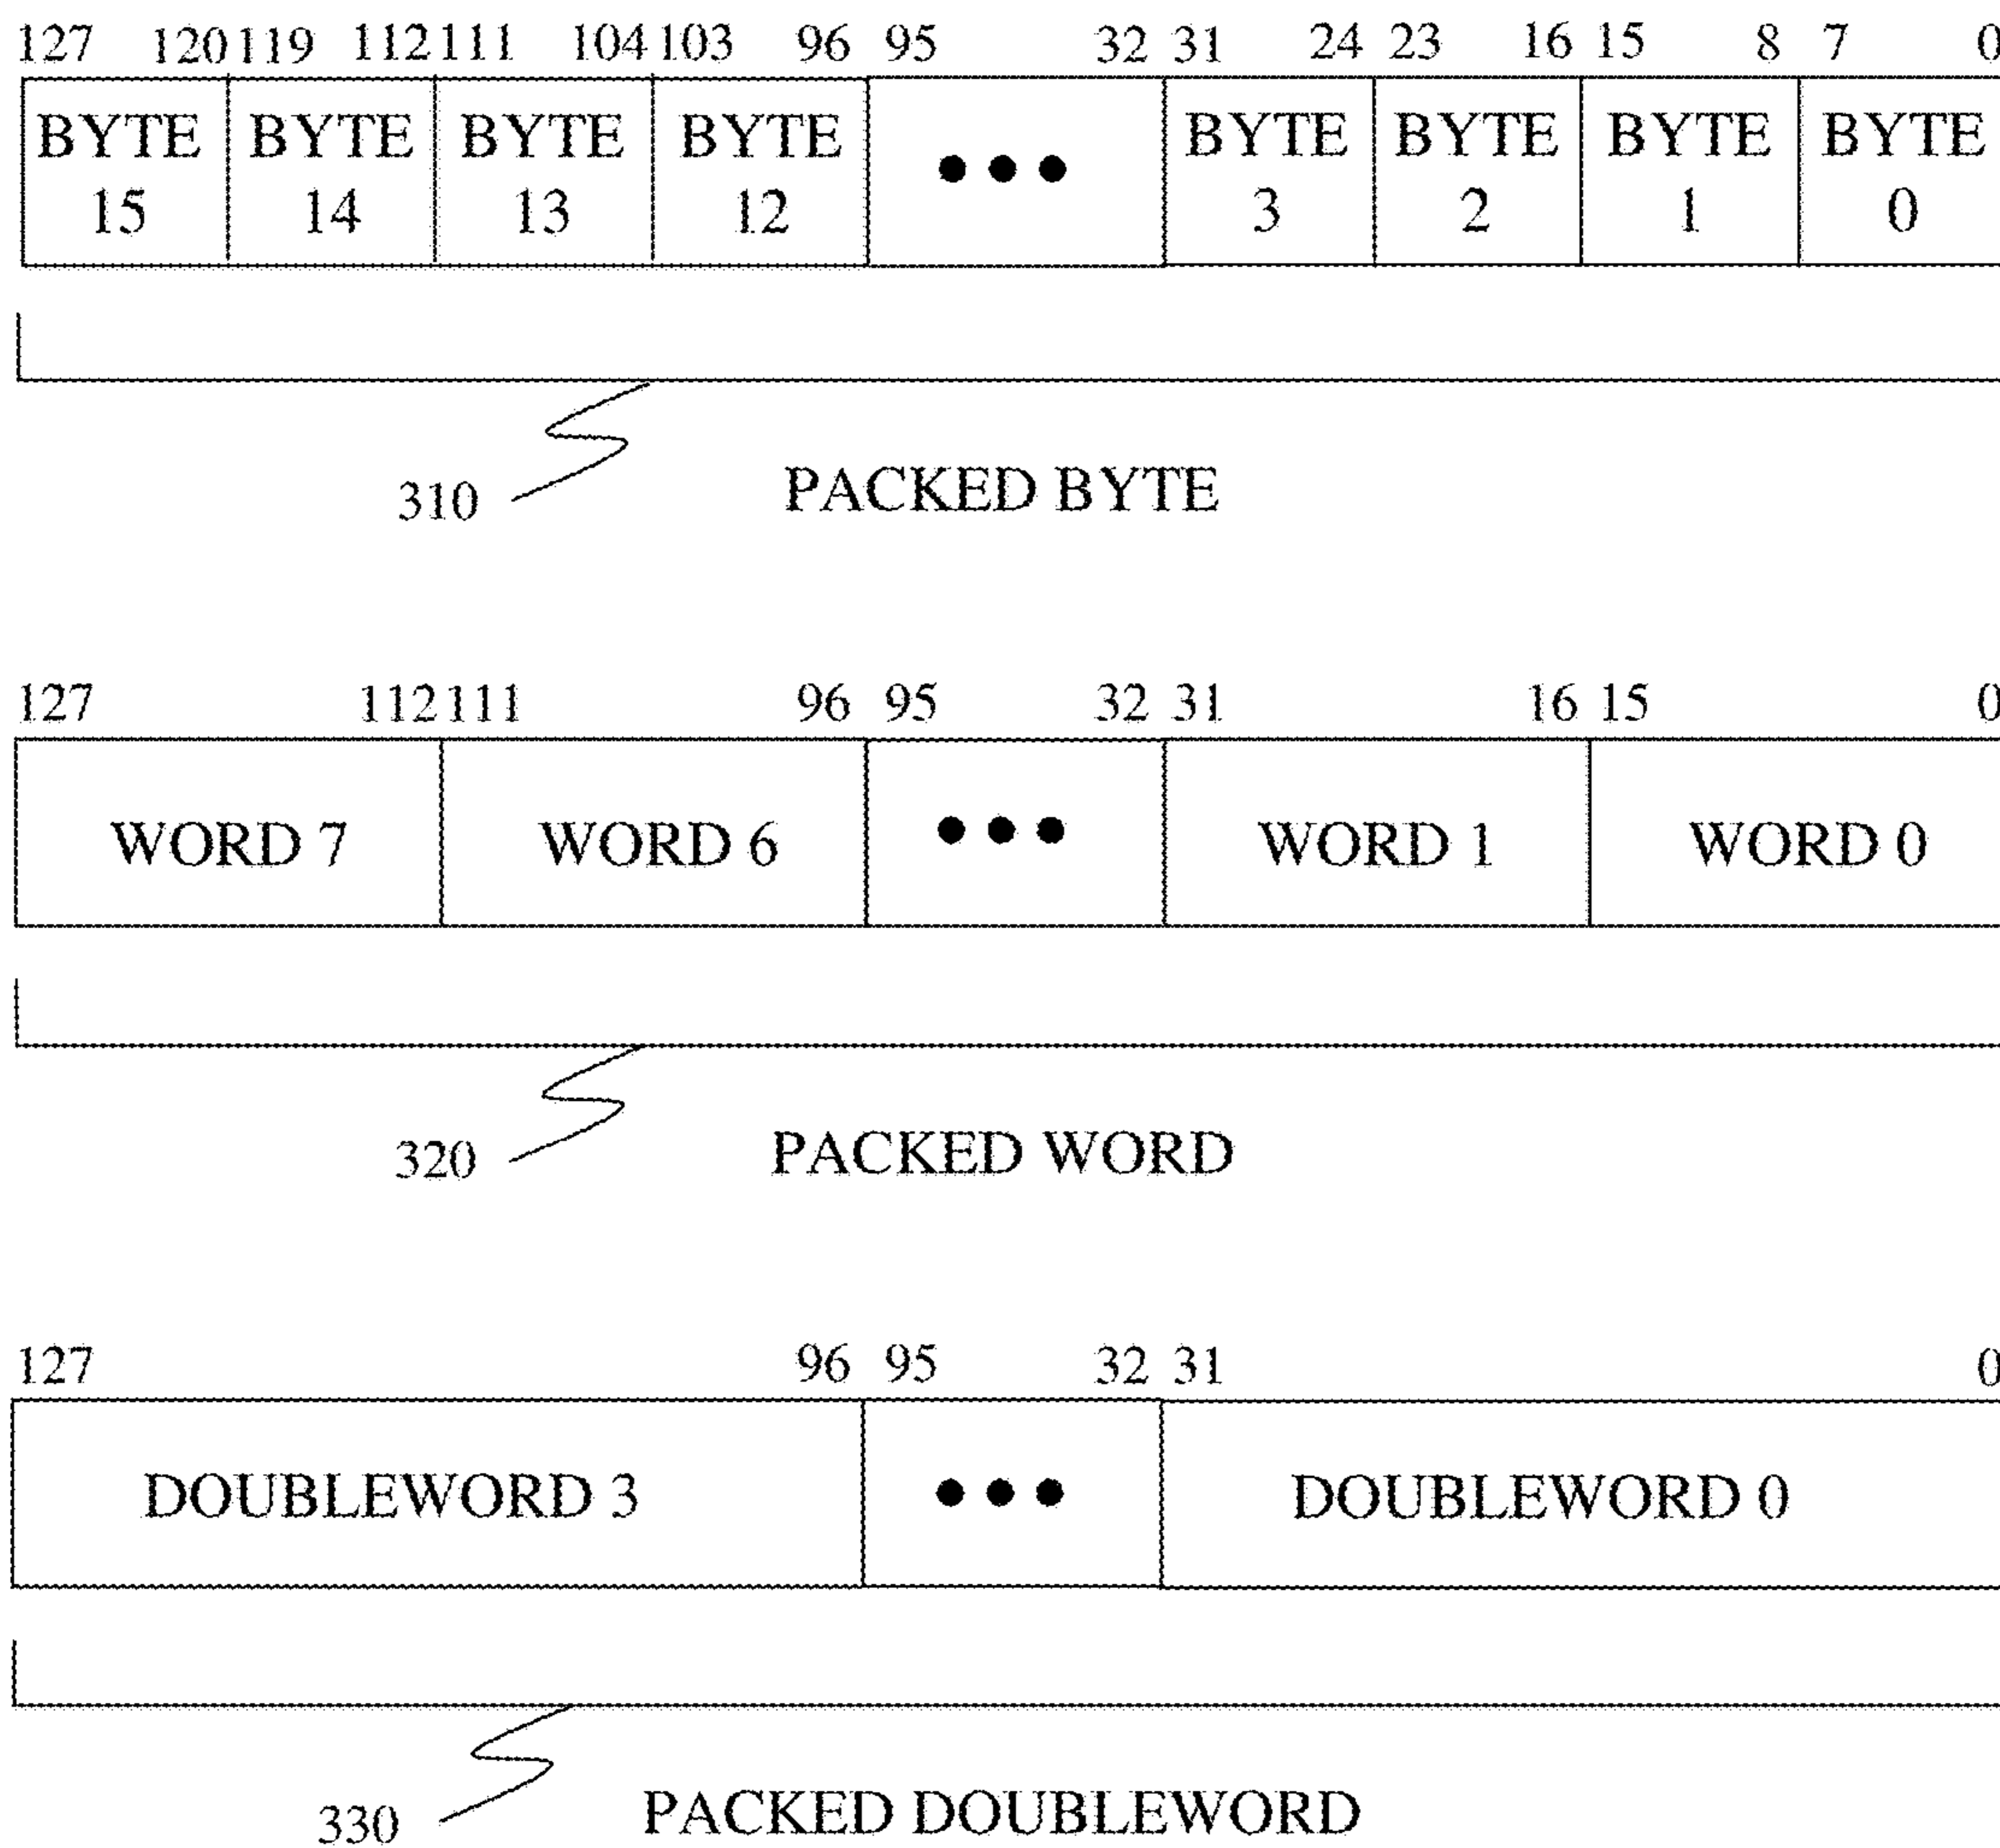 127 120 119 112 111 104 103 96 95 32 31 24 23 16 15 8 7 0
BYTE 15 BYTE 14 BYTE 13 BYTE 12 ••• BYTE 3 BYTE 2 BYTE 1 BYTE 0
310 PACKED BYTE
127 112 111 96 95 32 31 16 15 0
WORD 7 WORD 6 ••• WORD 1 WORD 0
320 PACKED WORD
127 96 95 32 31 0
DOUBLEWORD 3 ••• DOUBLEWORD 0
330 PACKED DOUBLEWORD